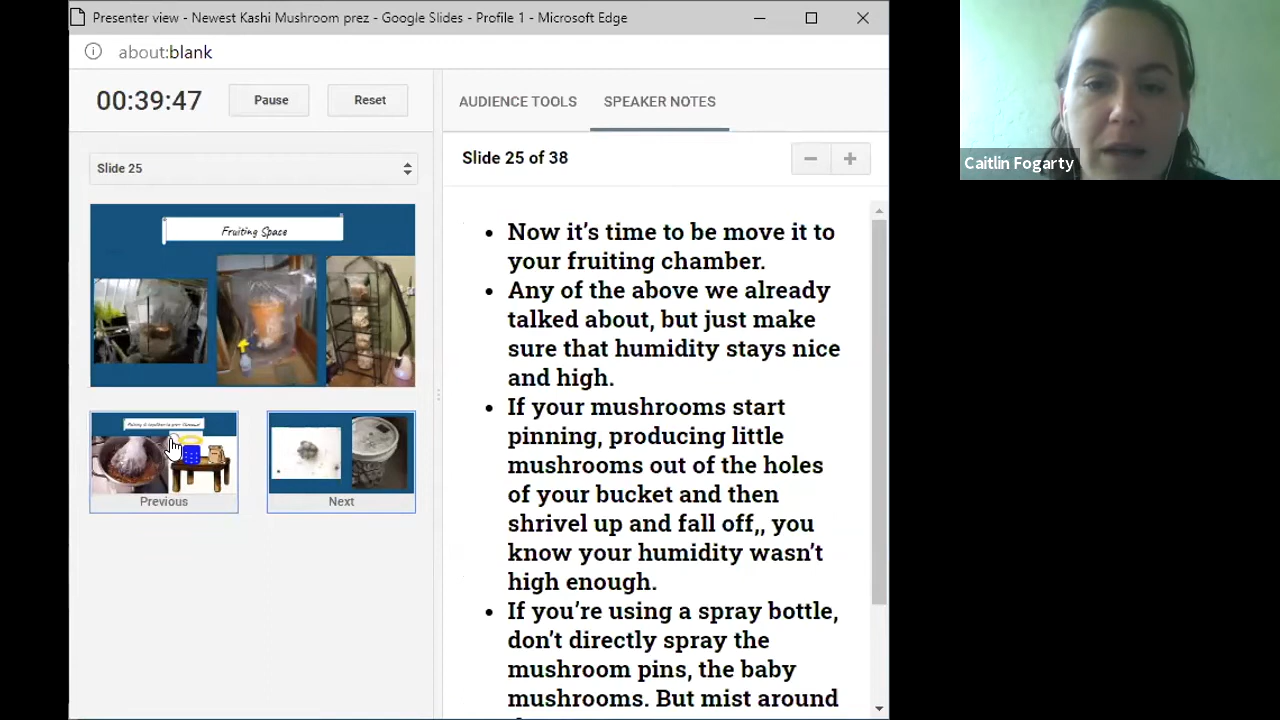 Presenter view - Newest Kashi Mushroom prez - Google Slides - Profile 1 - Microsoft Edge
about:blank
00:39:47
Pause
Reset
AUDIENCE TOOLS
SPEAKER NOTES
Slide 25
Slide 25 of 38
Fruiting Space
Previous
Next
• Now it's time to be move it to
your fruiting chamber.
• Any of the above we already
talked about, but just make
sure that humidity stays nice
and high.
• If your mushrooms start
pinning, producing little
mushrooms out of the holes
of your bucket and then
shrivel up and fall off,, you
know your humidity wasn't
high enough.
• If you're using a spray bottle,
don't directly spray the
mushroom pins, the baby
mushrooms. But mist around
Caitlin Fogarty